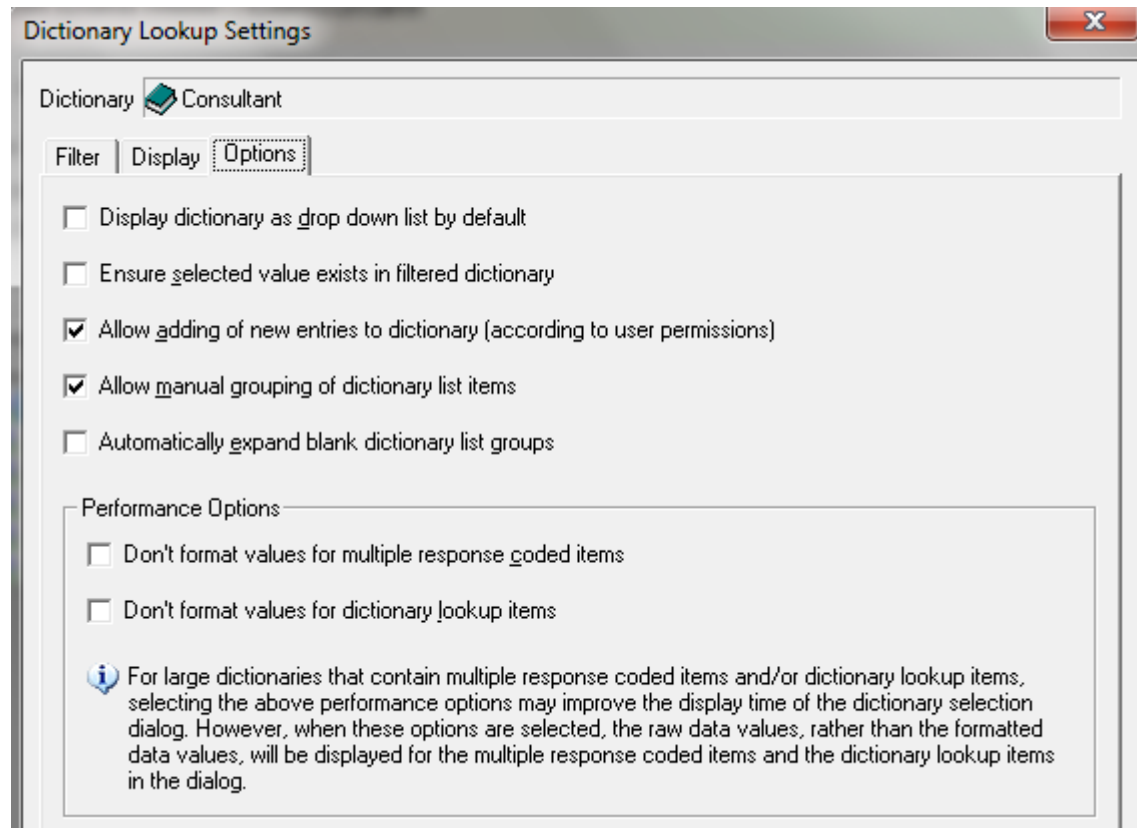 Dictionary Lookup Settings
Dictionary Consultant
Filter Display Options
Display dictionary as drop down list by default
Ensure selected value exists in filtered dictionary
Allow adding of new entries to dictionary (according to user permissions)
Allow manual grouping of dictionary list items
Automatically expand blank dictionary list groups
Performance Options
Don't format values for multiple response coded items
Don't format values for dictionary lookup items
For large dictionaries that contain multiple response coded items and/or dictionary lookup items,
selecting the above performance options may improve the display time of the dictionary selection
dialog. However, when these options are selected, the raw data values, rather than the formatted
data values, will be displayed for the multiple response coded items and the dictionary lookup items
in the dialog.